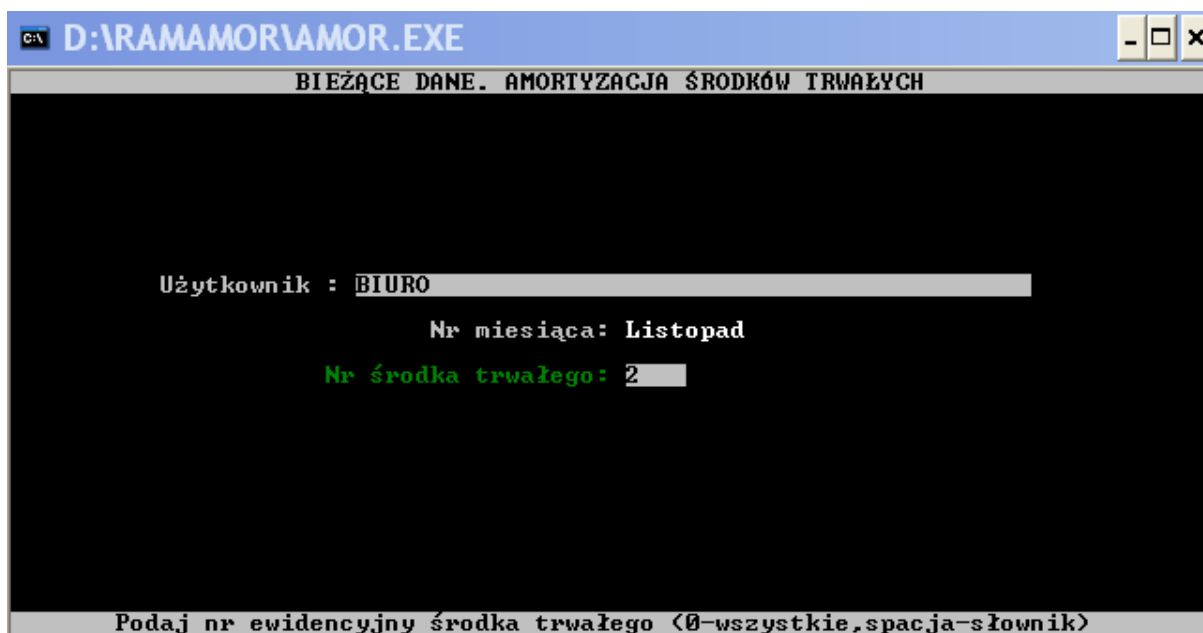 D:\RAMAMOR\AMOR.EXE
BIEŻĄCE DANE. AMORTYZACJA ŚRODKÓW TRWAŁYCH
Użytkownik : BIURO
Nr miesiąca: Listopad
Nr środka trwałego: 2
Podaj nr ewidencyjny środka trwałego (0-wszystkie,spacja-słownik)